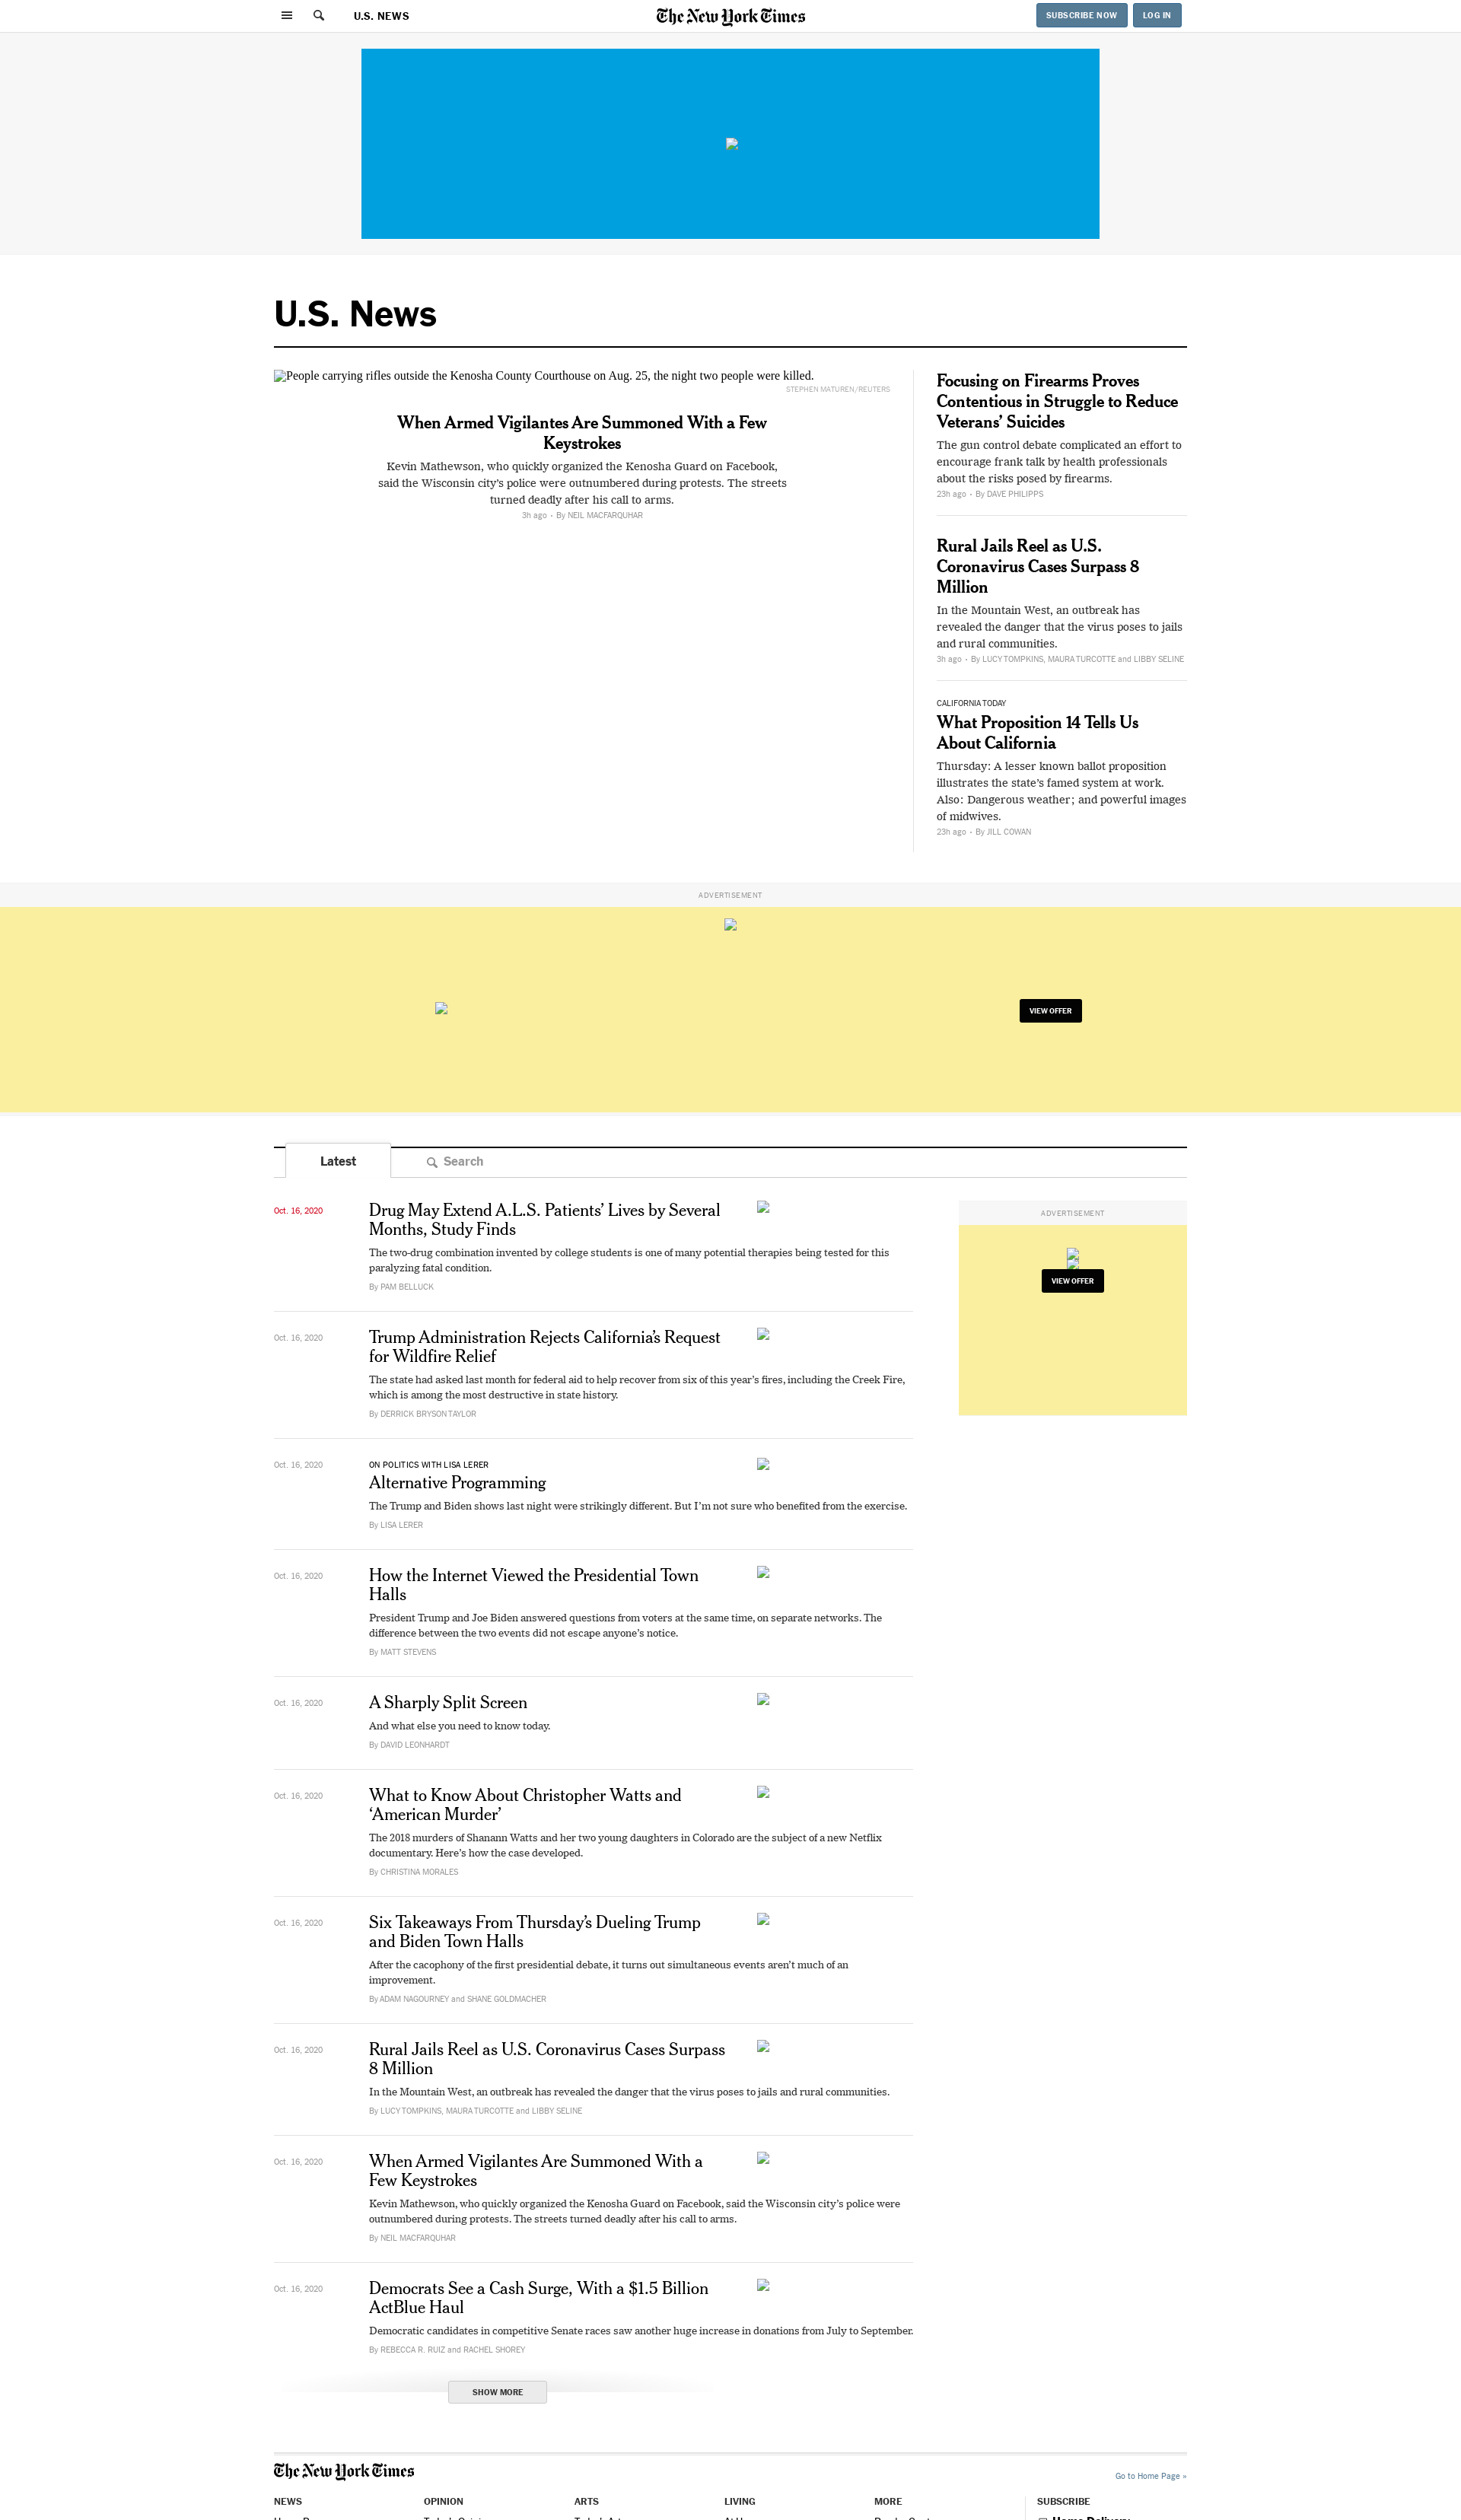 U.S. NEWS
The New York Times
SUBSCRIBE NOW
LOG IN
U.S. News
People carrying rifles outside the Kenosha County Courthouse on Aug. 25, the night two people were killed.
STEPHEN MATUREN/REUTERS
When Armed Vigilantes Are Summoned With a Few
Keystrokes
Kevin Mathewson, who quickly organized the Kenosha Guard on Facebook,
said the Wisconsin city’s police were outnumbered during protests. The streets
turned deadly after his call to arms.
3h ago • By NEIL MACFARQUHAR
Focusing on Firearms Proves
Contentious in Struggle to Reduce
Veterans’ Suicides
The gun control debate complicated an effort to
encourage frank talk by health professionals
about the risks posed by firearms.
23h ago • By DAVE PHILIPPS
Rural Jails Reel as U.S.
Coronavirus Cases Surpass 8
Million
In the Mountain West, an outbreak has
revealed the danger that the virus poses to jails
and rural communities.
3h ago • By LUCY TOMPKINS, MAURA TURCOTTE and LIBBY SELINE
CALIFORNIA TODAY
What Proposition 14 Tells Us
About California
Thursday: A lesser known ballot proposition
illustrates the state’s famed system at work.
Also: Dangerous weather; and powerful images
of midwives.
23h ago • By JILL COWAN
ADVERTISEMENT
VIEW OFFER
Latest
Search
Oct. 16, 2020
Drug May Extend A.L.S. Patients’ Lives by Several
Months, Study Finds
The two-drug combination invented by college students is one of many potential therapies being tested for this
paralyzing fatal condition.
By PAM BELLUCK
ADVERTISEMENT
VIEW OFFER
Oct. 16, 2020
Trump Administration Rejects California’s Request
for Wildfire Relief
The state had asked last month for federal aid to help recover from six of this year’s fires, including the Creek Fire,
which is among the most destructive in state history.
By DERRICK BRYSON TAYLOR
Oct. 16, 2020
ON POLITICS WITH LISA LERER
Alternative Programming
The Trump and Biden shows last night were strikingly different. But I’m not sure who benefited from the exercise.
By LISA LERER
Oct. 16, 2020
How the Internet Viewed the Presidential Town
Halls
President Trump and Joe Biden answered questions from voters at the same time, on separate networks. The
difference between the two events did not escape anyone’s notice.
By MATT STEVENS
Oct. 16, 2020
A Sharply Split Screen
And what else you need to know today.
By DAVID LEONHARDT
Oct. 16, 2020
What to Know About Christopher Watts and
‘American Murder’
The 2018 murders of Shanann Watts and her two young daughters in Colorado are the subject of a new Netflix
documentary. Here’s how the case developed.
By CHRISTINA MORALES
Oct. 16, 2020
Six Takeaways From Thursday’s Dueling Trump
and Biden Town Halls
After the cacophony of the first presidential debate, it turns out simultaneous events aren’t much of an
improvement.
By ADAM NAGOURNEY and SHANE GOLDMACHER
Oct. 16, 2020
Rural Jails Reel as U.S. Coronavirus Cases Surpass
8 Million
In the Mountain West, an outbreak has revealed the danger that the virus poses to jails and rural communities.
By LUCY TOMPKINS, MAURA TURCOTTE and LIBBY SELINE
Oct. 16, 2020
When Armed Vigilantes Are Summoned With a
Few Keystrokes
Kevin Mathewson, who quickly organized the Kenosha Guard on Facebook, said the Wisconsin city’s police were
outnumbered during protests. The streets turned deadly after his call to arms.
By NEIL MACFARQUHAR
Oct. 16, 2020
Democrats See a Cash Surge, With a $1.5 Billion
ActBlue Haul
Democratic candidates in competitive Senate races saw another huge increase in donations from July to September.
By REBECCA R. RUIZ and RACHEL SHOREY
SHOW MORE
The New York Times
Go to Home Page »
NEWS
OPINION
ARTS
LIVING
MORE
SUBSCRIBE
Home Delivery